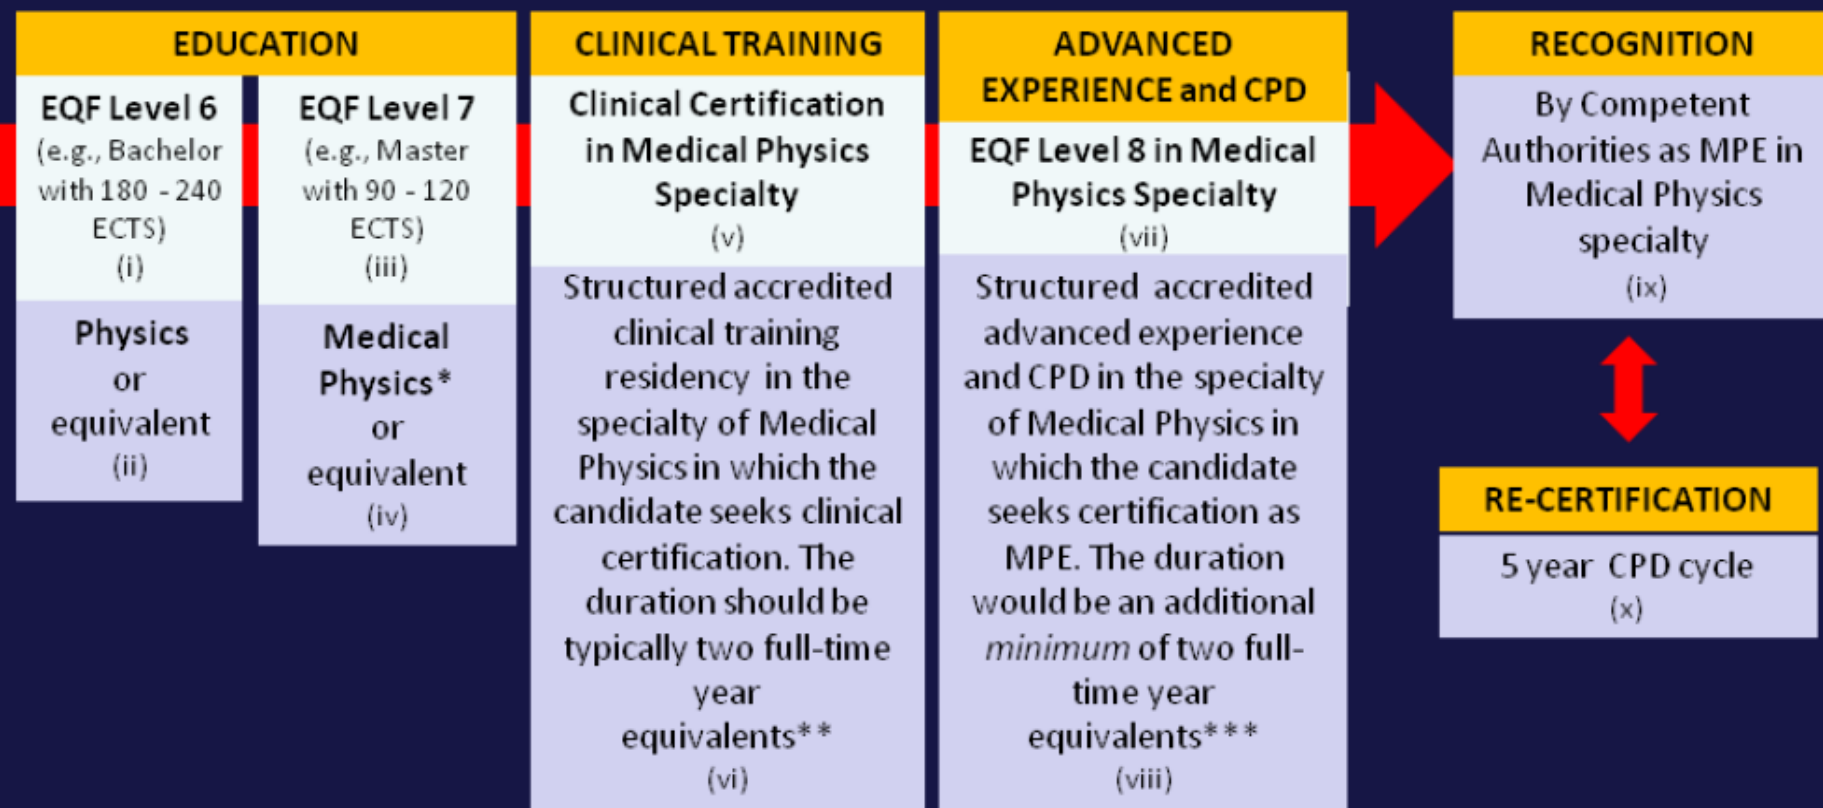 EDUCATION
EQF Level 6
(e.g., Bachelor
with 180 - 240
ECTS)
(i)
Physics
or
equivalent
(ii)
EQF Level 7
(e.g., Master
with 90 - 120
ECTS)
(iii)
Medical
Physics*
or
equivalent
(iv)
CLINICAL TRAINING
Clinical Certification
in Medical Physics
Specialty
(v)
Structured accredited
clinical training
residency in the
specialty of Medical
Physics in which the
candidate seeks clinical
certification. The
duration should be
typically two full-time
year
equivalents**
(vi)
ADVANCED
EXPERIENCE and CPD
EQF Level 8 in Medical
Physics Specialty
(vii)
Structured accredited
advanced experience
and CPD in the specialty
of Medical Physics in
which the candidate
seeks certification as
MPE. The duration
would be an additional
minimum of two full-
time year
equivalents***
(viii)
RECOGNITION
By Competent
Authorities as MPE in
Medical Physics
specialty
(ix)
RE-CERTIFICATION
5 year CPD cycle
(x)